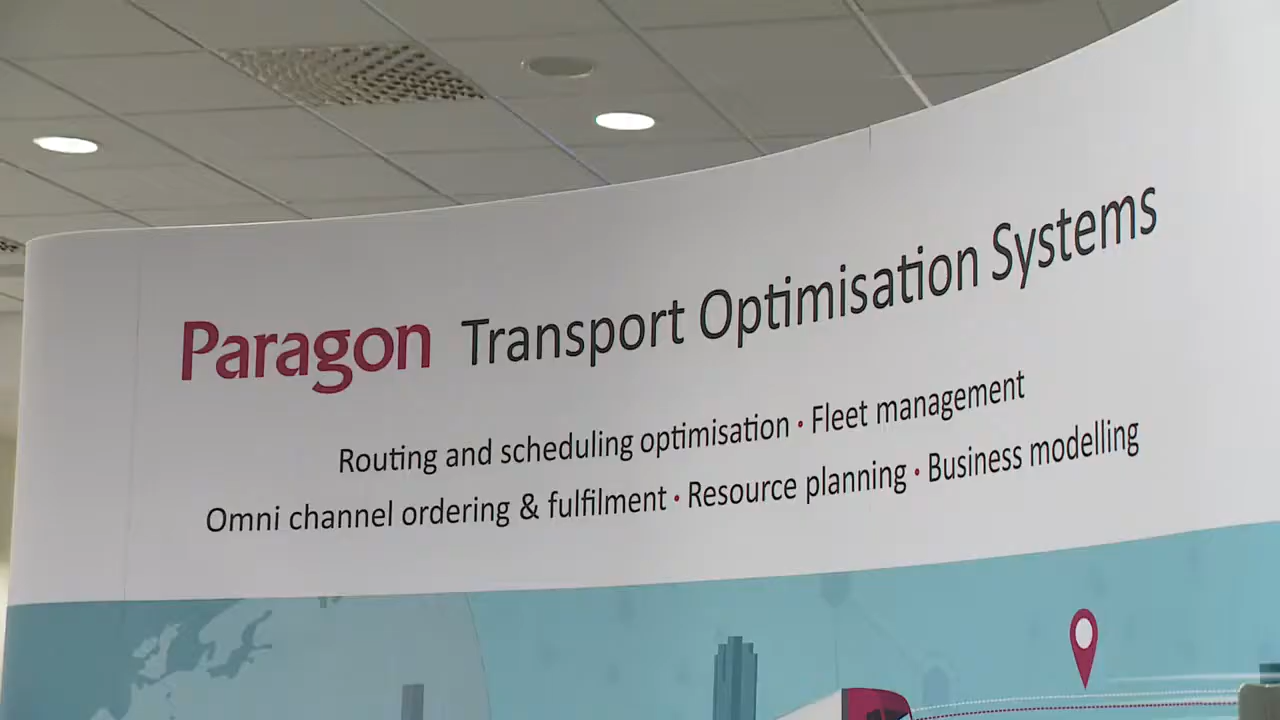 Paragon Transport Optimisation Systems
Routing and scheduling optimisation • Fleet management
Omni channel ordering & fulfilment • Resource planning • Business modelling